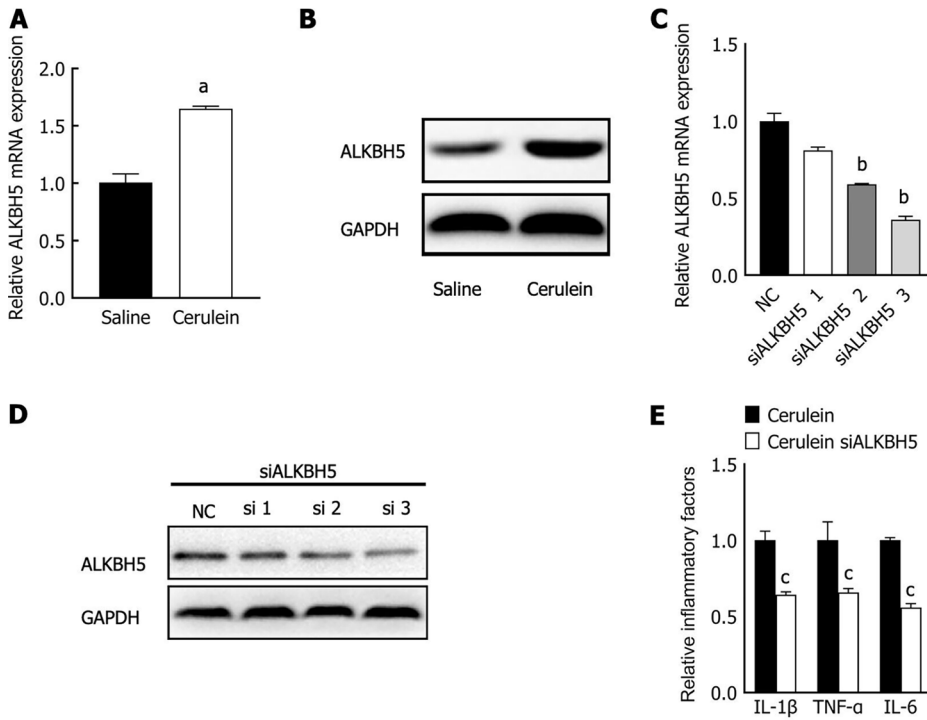 A
Relative ALKBH5 mRNA expression
2.0
1.5
1.0
1.5
0.0
a
Saline
Cerulein
B
ALKBH5
GAPDH
Saline
Cerulein
C
Relative ALKBH5 mRNA expression
1.5
1.0
0.5
0.0
b
b
NC
siALKBH5 1
siALKBH5 2
siALKBH5 3
D
siALKBH5
NC
si 1
si 2
si 3
ALKBH5
GAPDH
E
Cerulein
Cerulein siALKBH5
Relative inflammatory factors
1.5
1.0
0.5
0.0
c
c
c
IL-1β
TNF-α
IL-6